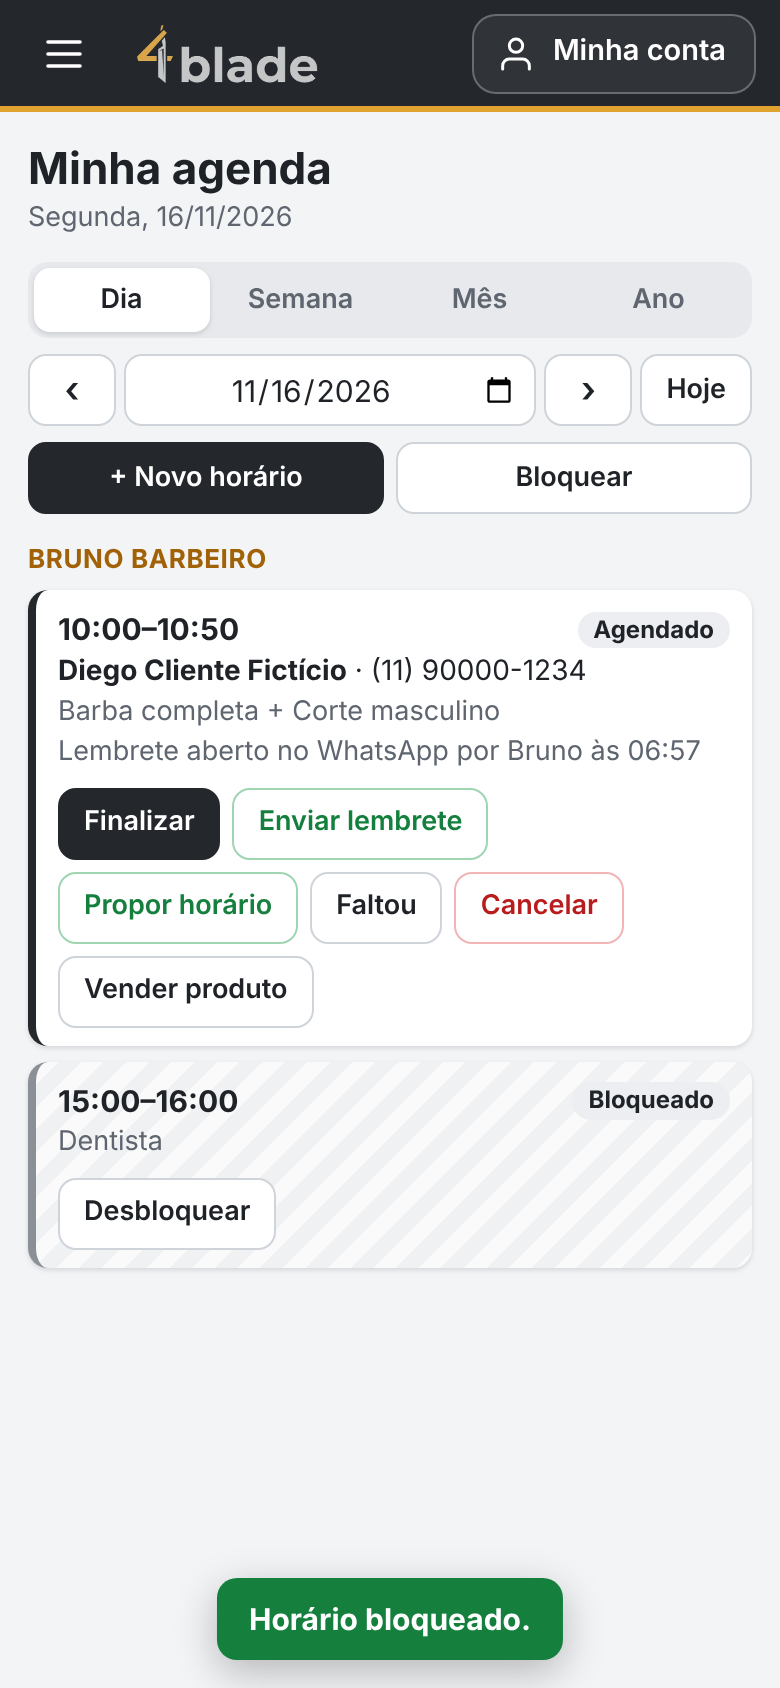 4blade
Minha conta
Minha agenda
Segunda, 16/11/2026
Dia Semana Mês Ano
‹ 11/16/2026 › Hoje
+ Novo horário Bloquear
BRUNO BARBEIRO
10:00–10:50 Agendado
Diego Cliente Fictício · (11) 90000-1234
Barba completa + Corte masculino
Lembrete aberto no WhatsApp por Bruno às 06:57
Finalizar Enviar lembrete
Propor horário Faltou Cancelar
Vender produto
15:00–16:00 Bloqueado
Dentista
Desbloquear
Horário bloqueado.